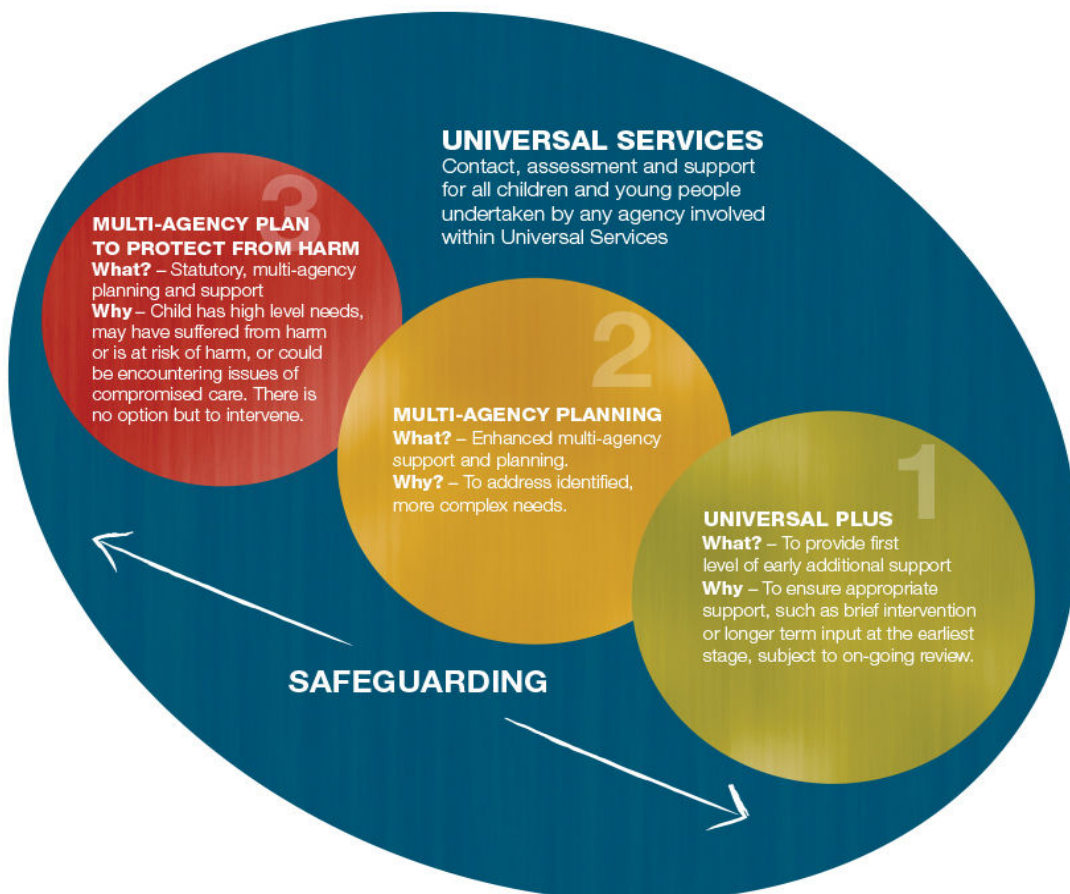 UNIVERSAL SERVICES
Contact, assessment and support
for all children and young people
undertaken by any agency involved
within Universal Services
3
MULTI-AGENCY PLAN
TO PROTECT FROM HARM
What? – Statutory, multi-agency
planning and support
Why – Child has high level needs,
may have suffered from harm
or is at risk of harm, or could
be encountering issues of
compromised care. There is
no option but to intervene.
2
MULTI-AGENCY PLANNING
What? – Enhanced multi-agency
support and planning.
Why? – To address identified,
more complex needs.
1
UNIVERSAL PLUS
What? – To provide first
level of early additional support
Why – To ensure appropriate
support, such as brief intervention
or longer term input at the earliest
stage, subject to on-going review.
SAFEGUARDING